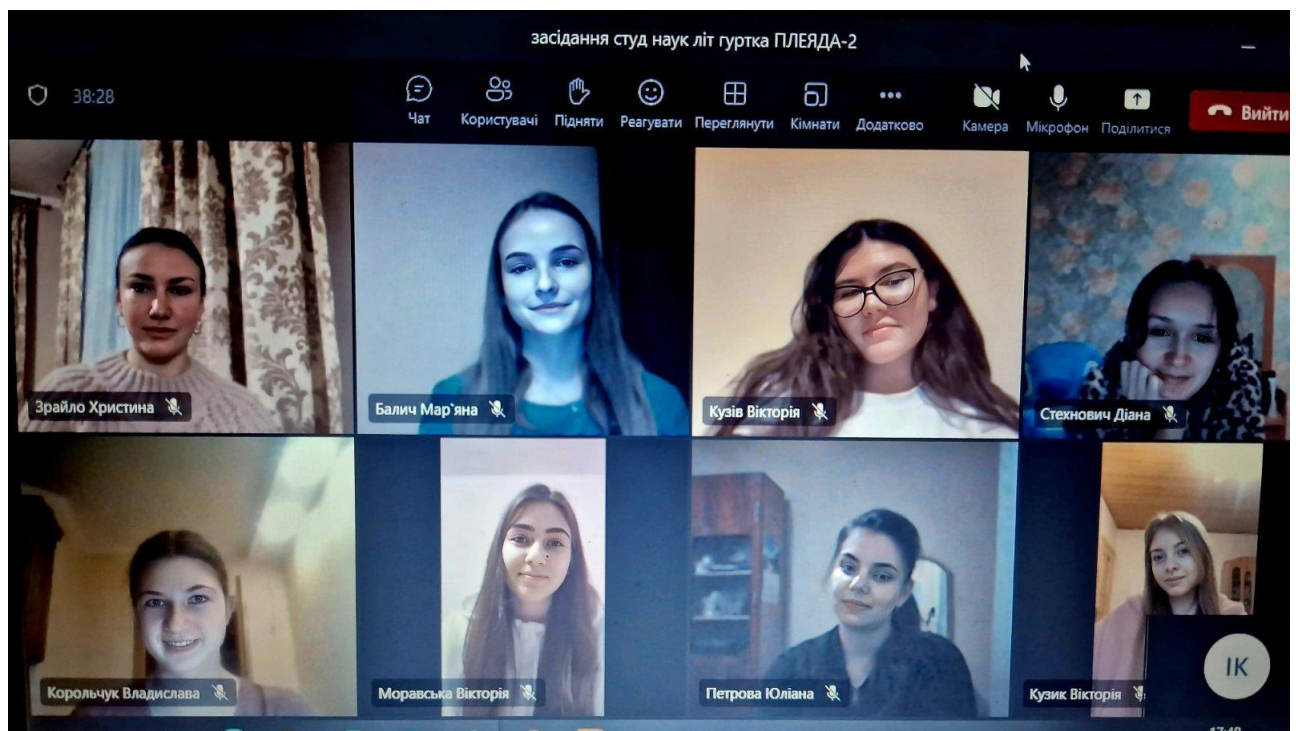 засідання студ наук літ гуртка ПЛЕЯДА-2
38:28
Чат
Користувачі
Підняти
Реагувати
Переглянути
Кімнати
Додатково
Камера
Мікрофон
Поділитися
Вийти
Зрайло Христина
Балич Мар`яна
Кузів Вікторія
Стехнович Діана
Корольчук Владислава
Моравська Вікторія
Петрова Юліана
Кузик Вікторія
ІК